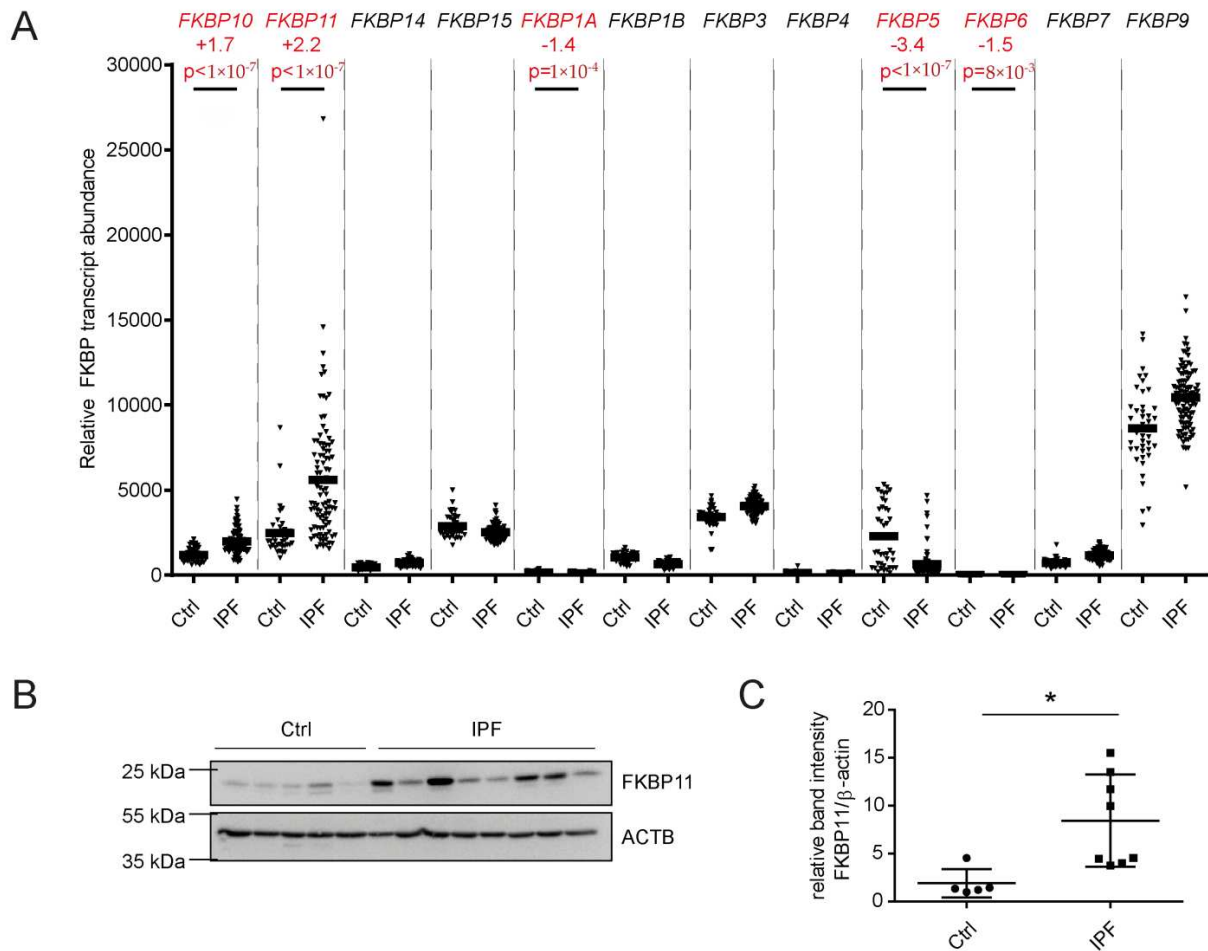 A
FKBP10 FKBP11 FKBP14 FKBP15 FKBP1A FKBP1B FKBP3 FKBP4 FKBP5 FKBP6 FKBP7 FKBP9
+1.7 +2.2 -1.4 -3.4 -1.5
p<1×10⁻⁷ p<1×10⁻⁷ p=1×10⁻⁴ p<1×10⁻⁷ p=8×10⁻³
30000
25000
20000
15000
10000
5000
0
Relative FKBP transcript abundance
Ctrl IPF Ctrl IPF Ctrl IPF Ctrl IPF Ctrl IPF Ctrl IPF Ctrl IPF Ctrl IPF Ctrl IPF Ctrl IPF Ctrl IPF Ctrl IPF
B
Ctrl IPF
25 kDa
FKBP11
55 kDa
ACTB
35 kDa
C
relative band intensity
FKBP11/β-actin
20
15
10
5
0
*
Ctrl IPF